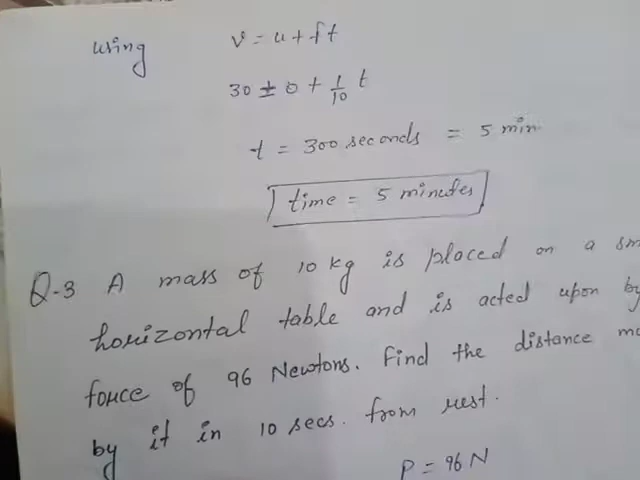 using v = u + ft
30 ± 0 + 1/10 t
t = 300 seconds = 5 min
time = 5 minutes
Q-3 A mass of 10 kg is placed on a sm
horizontal table and is acted upon by
force of 96 Newtons. Find the distance mo
by it in 10 secs. from rest.
P = 96 N